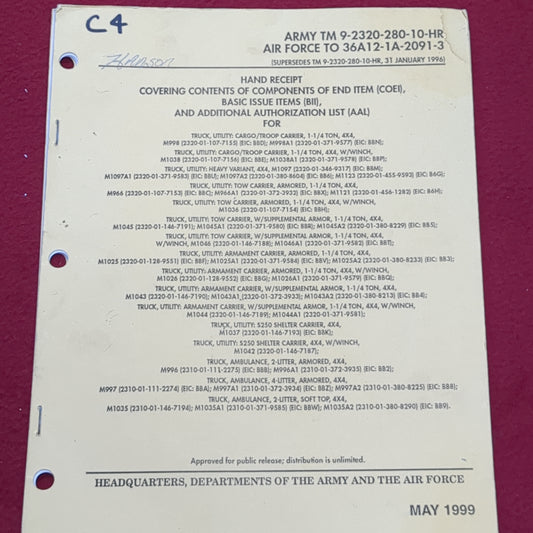 C4
ARMY TM 9-2320-280-10-HR
AIR FORCE TO 36A12-1A-2091-3
(SUPERSEDES TM 9-2320-280-10-HR, 31 JANUARY 1996)
HAND RECEIPT
COVERING CONTENTS OF COMPONENTS OF END ITEM (COEI),
BASIC ISSUE ITEMS (BII),
AND ADDITIONAL AUTHORIZATION LIST (AAL)
FOR
TRUCK, UTILITY: CARGO/TROOP CARRIER, 1-1/4 TON, 4X4,
M998 (2320-01-107-7155) (EIC: BBD); M998A1 (2320-01-371-9577) (EIC: BBN);
TRUCK, UTILITY: CARGO/TROOP CARRIER, 1-1/4 TON, 4X4, W/WINCH,
M1038 (2320-01-107-7156) (EIC: BBE); M1038A1 (2320-01-371-9578) (EIC: BBP);
TRUCK, UTILITY: HEAVY VARIANT, 4X4, M1097 (2320-01-346-9317) (EIC: BBM);
M1097A1 (2320-01-371-9583) (EIC: BBU); M1097A2 (2320-01-380-8604) (EIC: BB6); M1123 (2320-01-455-9593) (EIC: B6G);
TRUCK, UTILITY: TOW CARRIER, ARMORED, 1-1/4 TON, 4X4,
M966 (2320-01-107-7153) (EIC: BBC); M966A1 (2320-01-372-3932) (EIC: BBX); M1121 (2320-01-456-1282) (EIC: B6H);
TRUCK, UTILITY: TOW CARRIER, ARMORED, 1-1/4 TON, 4X4, W/WINCH,
M1036 (2320-01-107-7154) (EIC: BBH);
TRUCK, UTILITY: TOW CARRIER, W/SUPPLEMENTAL ARMOR, 1-1/4 TON, 4X4,
M1045 (2320-01-146-7191); M1045A1 (2320-01-371-9580) (EIC: BBR); M1045A2 (2320-01-380-8229) (EIC: BB5);
TRUCK, UTILITY: TOW CARRIER, W/SUPPLEMENTAL ARMOR, 1-1/4 TON, 4X4,
W/WINCH, M1046 (2320-01-146-7188); M1046A1 (2320-01-371-9582) (EIC: BBT);
TRUCK, UTILITY: ARMAMENT CARRIER, ARMORED, 1-1/4 TON, 4X4,
M1025 (2320-01-128-9551) (EIC: BBF); M1025A1 (2320-01-371-9584) (EIC: BBV); M1025A2 (2320-01-380-8233) (EIC: BB3);
TRUCK, UTILITY: ARMAMENT CARRIER, ARMORED, 1-1/4 TON, 4X4, W/WINCH,
M1026 (2320-01-128-9552) (EIC: BBG); M1026A1 (2320-01-371-9579) (EIC: BBQ);
TRUCK, UTILITY: ARMAMENT CARRIER, W/SUPPLEMENTAL ARMOR, 1-1/4 TON, 4X4,
M1043 (2320-01-146-7190); M1043A1 (2320-01-372-3933); M1043A2 (2320-01-380-8213) (EIC: BB4);
TRUCK, UTILITY: ARMAMENT CARRIER, W/SUPPLEMENTAL ARMOR, 1-1/4 TON, 4X4, W/WINCH,
M1044 (2320-01-146-7189); M1044A1 (2320-01-371-9581);
TRUCK, UTILITY: S250 SHELTER CARRIER, 4X4,
M1037 (2320-01-146-7193) (EIC: BBK);
TRUCK, UTILITY: S250 SHELTER CARRIER, 4X4, W/WINCH,
M1042 (2320-01-146-7187);
TRUCK, AMBULANCE, 2-LITTER, ARMORED, 4X4,
M996 (2310-01-111-2275) (EIC: BBB); M996A1 (2310-01-372-3935) (EIC: BB2);
TRUCK, AMBULANCE, 4-LITTER, ARMORED, 4X4,
M997 (2310-01-111-2274) (EIC: BBA); M997A1 (2310-01-372-3934) (EIC: BBZ); M997A2 (2310-01-380-8225) (EIC: BB8);
TRUCK, AMBULANCE, 2-LITTER, SOFT TOP, 4X4,
M1035 (2310-01-146-7194); M1035A1 (2310-01-371-9585) (EIC: BBW); M1035A2 (2310-01-380-8290) (EIC: BB9).
Approved for public release; distribution is unlimited.
HEADQUARTERS, DEPARTMENTS OF THE ARMY AND THE AIR FORCE
MAY 1999